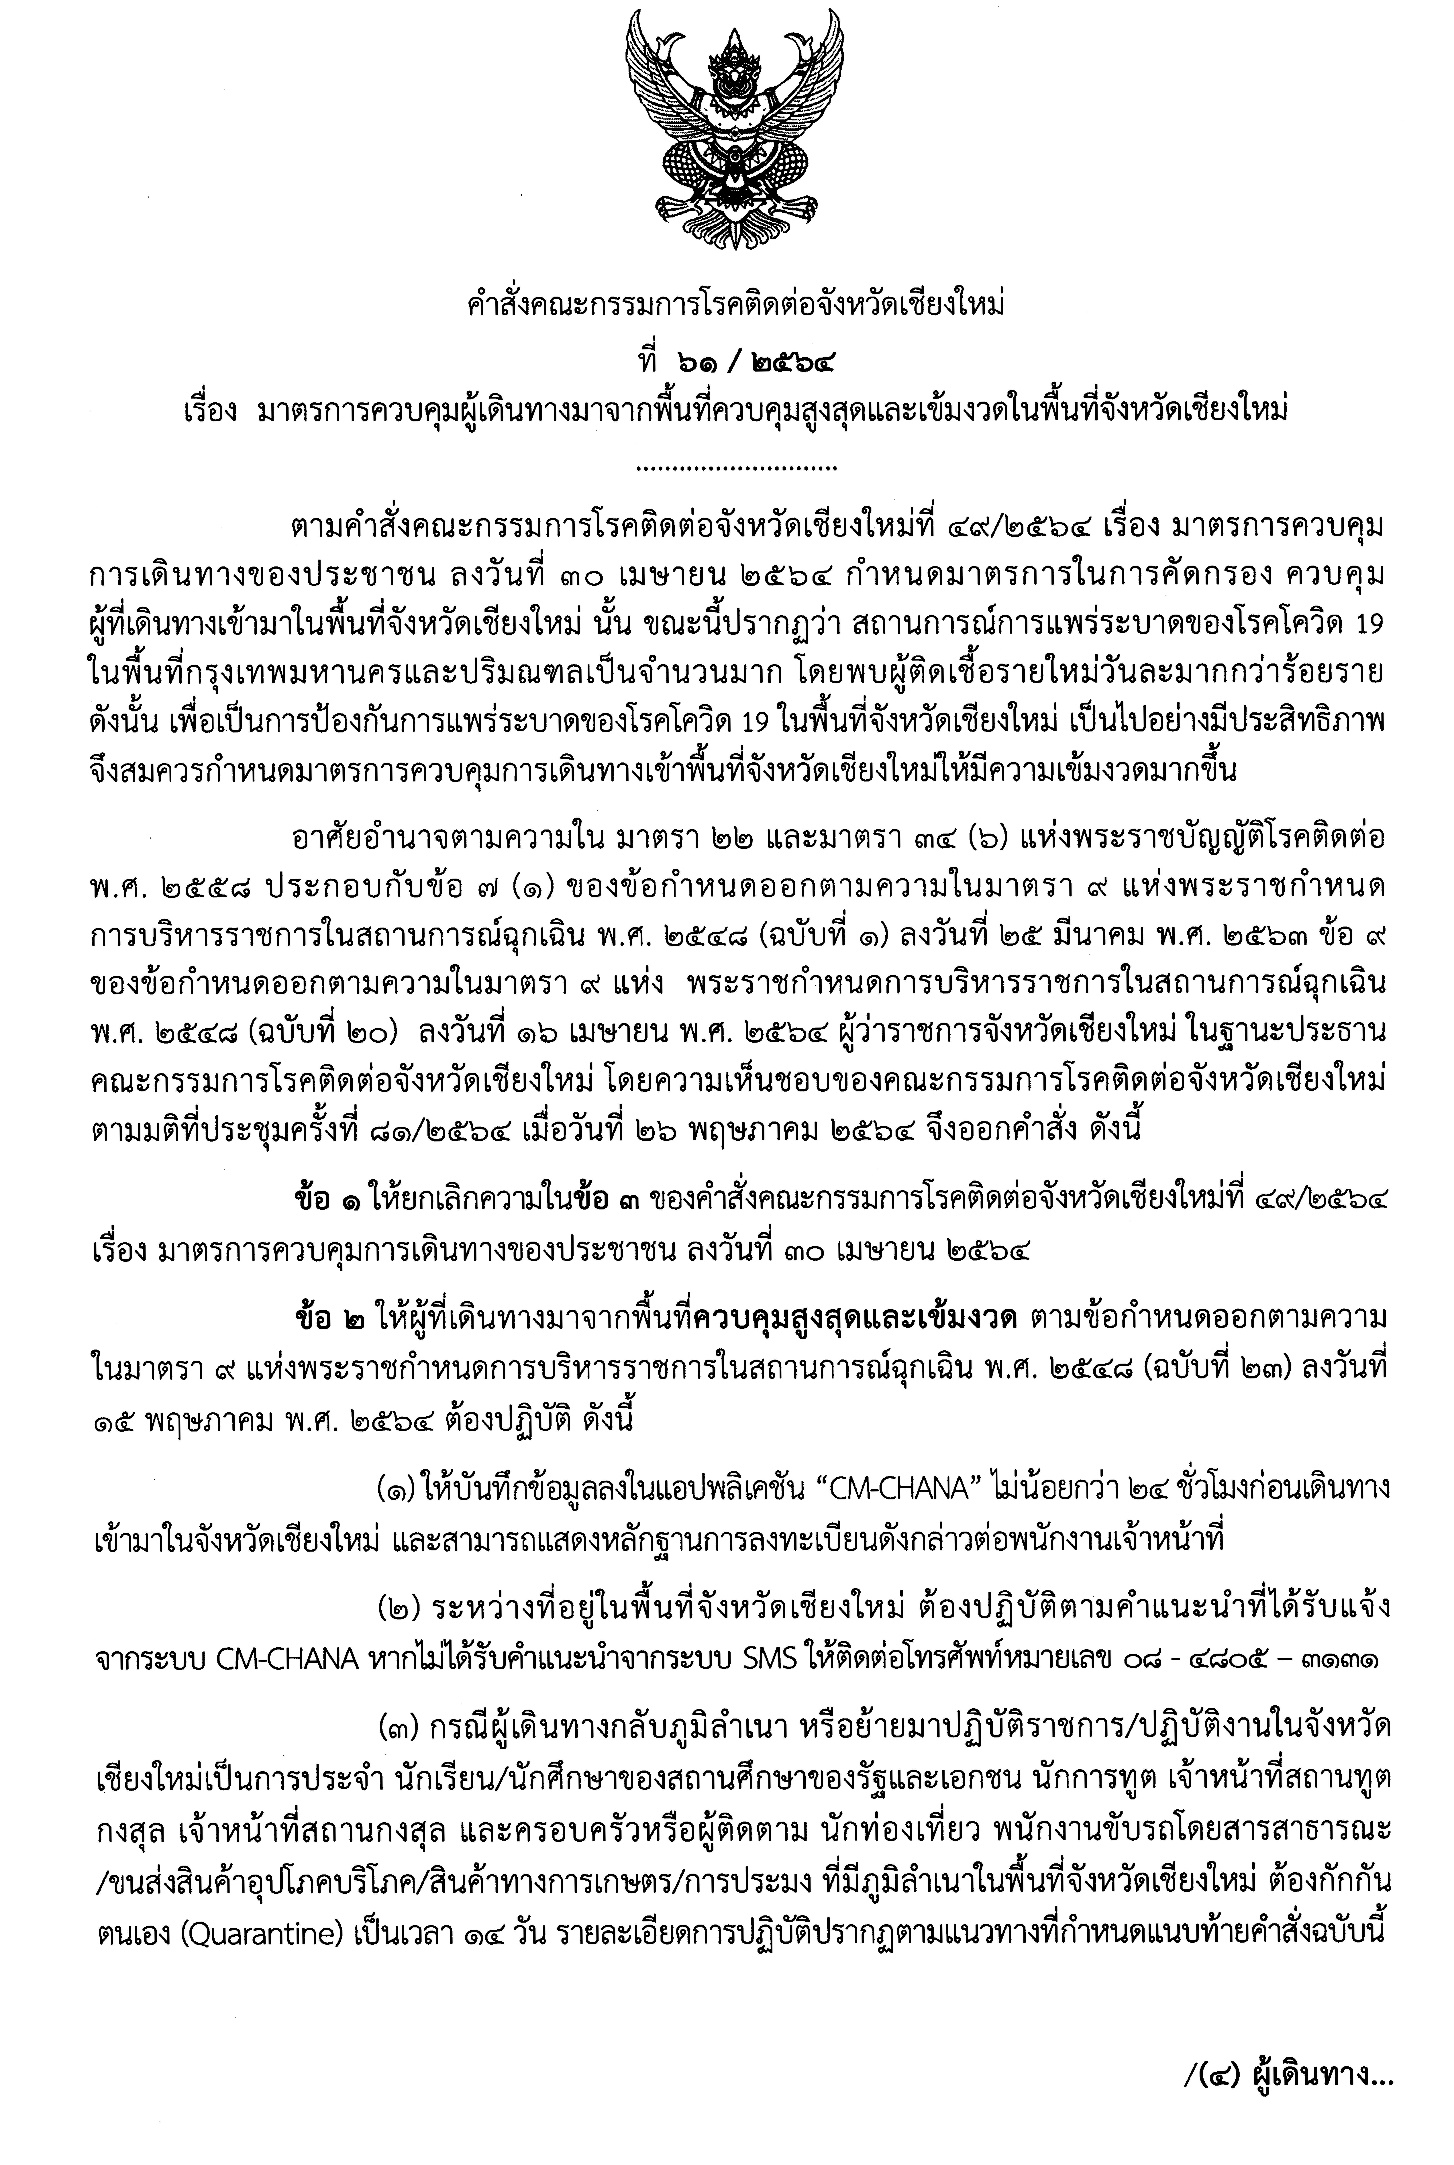 คำสั่งคณะกรรมการโรคติดต่อจังหวัดเชียงใหม่
ที่ ๖๑ / ๒๕๖๔
เรื่อง มาตรการควบคุมผู้เดินทางมาจากพื้นที่ควบคุมสูงสุดและเข้มงวดในพื้นที่จังหวัดเชียงใหม่
............................
ตามคำสั่งคณะกรรมการโรคติดต่อจังหวัดเชียงใหม่ที่ ๔๙/๒๕๖๔ เรื่อง มาตรการควบคุม
การเดินทางของประชาชน ลงวันที่ ๓๐ เมษายน ๒๕๖๔ กำหนดมาตรการในการคัดกรอง ควบคุม
ผู้ที่เดินทางเข้ามาในพื้นที่จังหวัดเชียงใหม่ นั้น ขณะนี้ปรากฏว่า สถานการณ์การแพร่ระบาดของโรคโควิด 19
ในพื้นที่กรุงเทพมหานครและปริมณฑลเป็นจำนวนมาก โดยพบผู้ติดเชื้อรายใหม่วันละมากกว่าร้อยราย
ดังนั้น เพื่อเป็นการป้องกันการแพร่ระบาดของโรคโควิด 19 ในพื้นที่จังหวัดเชียงใหม่ เป็นไปอย่างมีประสิทธิภาพ
จึงสมควรกำหนดมาตรการควบคุมการเดินทางเข้าพื้นที่จังหวัดเชียงใหม่ให้มีความเข้มงวดมากขึ้น
อาศัยอำนาจตามความใน มาตรา ๒๒ และมาตรา ๓๔ (๖) แห่งพระราชบัญญัติโรคติดต่อ
พ.ศ. ๒๕๕๘ ประกอบกับข้อ ๗ (๑) ของข้อกำหนดออกตามความในมาตรา ๙ แห่งพระราชกำหนด
การบริหารราชการในสถานการณ์ฉุกเฉิน พ.ศ. ๒๕๔๘ (ฉบับที่ ๑) ลงวันที่ ๒๕ มีนาคม พ.ศ. ๒๕๖๓ ข้อ ๙
ของข้อกำหนดออกตามความในมาตรา ๙ แห่ง พระราชกำหนดการบริหารราชการในสถานการณ์ฉุกเฉิน
พ.ศ. ๒๕๔๘ (ฉบับที่ ๒๐) ลงวันที่ ๑๖ เมษายน พ.ศ. ๒๕๖๔ ผู้ว่าราชการจังหวัดเชียงใหม่ ในฐานะประธาน
คณะกรรมการโรคติดต่อจังหวัดเชียงใหม่ โดยความเห็นชอบของคณะกรรมการโรคติดต่อจังหวัดเชียงใหม่
ตามมติที่ประชุมครั้งที่ ๘๑/๒๕๖๔ เมื่อวันที่ ๒๖ พฤษภาคม ๒๕๖๔ จึงออกคำสั่ง ดังนี้
ข้อ ๑ ให้ยกเลิกความในข้อ ๓ ของคำสั่งคณะกรรมการโรคติดต่อจังหวัดเชียงใหม่ที่ ๔๙/๒๕๖๔
เรื่อง มาตรการควบคุมการเดินทางของประชาชน ลงวันที่ ๓๐ เมษายน ๒๕๖๔
ข้อ ๒ ให้ผู้ที่เดินทางมาจากพื้นที่ควบคุมสูงสุดและเข้มงวด ตามข้อกำหนดออกตามความ
ในมาตรา ๙ แห่งพระราชกำหนดการบริหารราชการในสถานการณ์ฉุกเฉิน พ.ศ. ๒๕๔๘ (ฉบับที่ ๒๓) ลงวันที่
๑๕ พฤษภาคม พ.ศ. ๒๕๖๔ ต้องปฏิบัติ ดังนี้
(๑) ให้บันทึกข้อมูลลงในแอปพลิเคชัน “CM-CHANA” ไม่น้อยกว่า ๒๔ ชั่วโมงก่อนเดินทาง
เข้ามาในจังหวัดเชียงใหม่ และสามารถแสดงหลักฐานการลงทะเบียนดังกล่าวต่อพนักงานเจ้าหน้าที่
(๒) ระหว่างที่อยู่ในพื้นที่จังหวัดเชียงใหม่ ต้องปฏิบัติตามคำแนะนำที่ได้รับแจ้ง
จากระบบ CM-CHANA หากไม่ได้รับคำแนะนำจากระบบ SMS ให้ติดต่อโทรศัพท์หมายเลข ๐๘ - ๔๘๐๕ – ๓๑๓๑
(๓) กรณีผู้เดินทางกลับภูมิลำเนา หรือย้ายมาปฏิบัติราชการ/ปฏิบัติงานในจังหวัด
เชียงใหม่เป็นการประจำ นักเรียน/นักศึกษาของสถานศึกษาของรัฐและเอกชน นักการทูต เจ้าหน้าที่สถานทูต
กงสุล เจ้าหน้าที่สถานกงสุล และครอบครัวหรือผู้ติดตาม นักท่องเที่ยว พนักงานขับรถโดยสารสาธารณะ
/ขนส่งสินค้าอุปโภคบริโภค/สินค้าทางการเกษตร/การประมง ที่มีภูมิลำเนาในพื้นที่จังหวัดเชียงใหม่ ต้องกักกัน
ตนเอง (Quarantine) เป็นเวลา ๑๔ วัน รายละเอียดการปฏิบัติปรากฏตามแนวทางที่กำหนดแนบท้ายคำสั่งฉบับนี้
/(๔) ผู้เดินทาง...